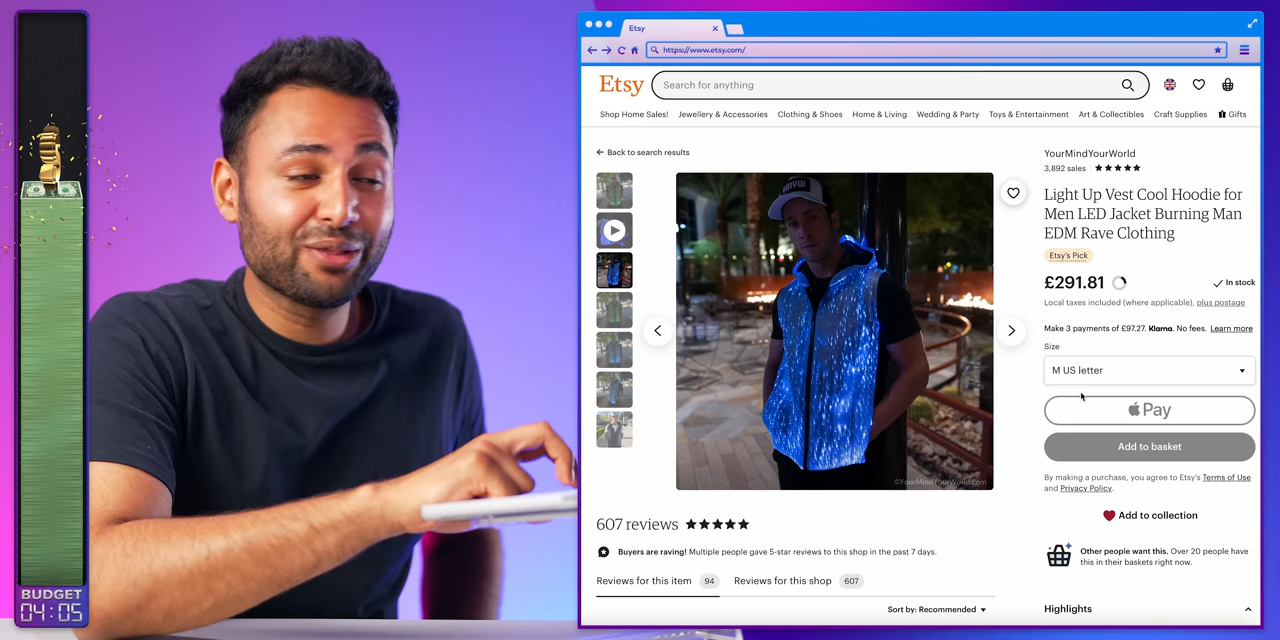 BUDGET
04:05
Etsy
https://www.etsy.com/
Etsy
Search for anything
Shop Home Sales!
Jewellery & Accessories
Clothing & Shoes
Home & Living
Wedding & Party
Toys & Entertainment
Art & Collectibles
Craft Supplies
Gifts
Back to search results
©YourMindYourWorld.com
607 reviews
Buyers are raving! Multiple people gave 5-star reviews to this shop in the past 7 days.
Reviews for this item 94
Reviews for this shop 607
Sort by: Recommended
YourMindYourWorld
3,892 sales
Light Up Vest Cool Hoodie for
Men LED Jacket Burning Man
EDM Rave Clothing
Etsy's Pick
£291.81
In stock
Local taxes included (where applicable), plus postage
Make 3 payments of £97.27. Klarna. No fees. Learn more
Size
M US letter
Pay
Add to basket
By making a purchase, you agree to Etsy's Terms of Use
and Privacy Policy.
Add to collection
Other people want this. Over 20 people have
this in their baskets right now.
Highlights